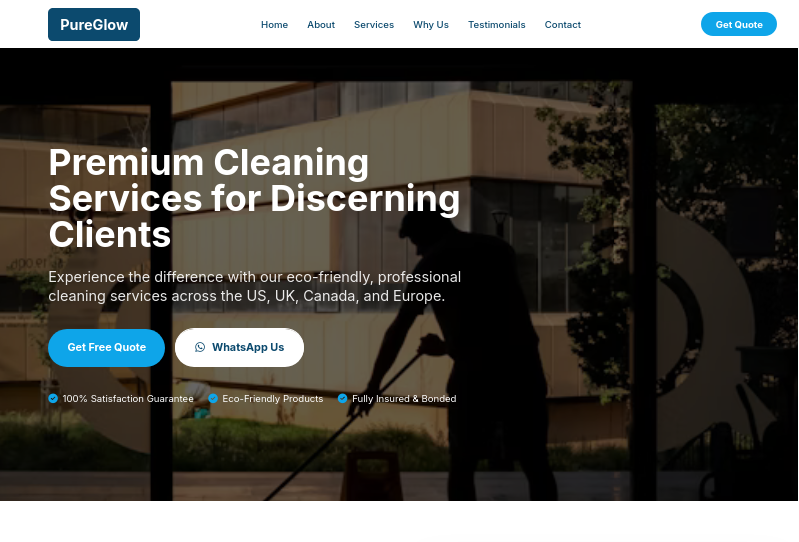 PureGlow
Home
About
Services
Why Us
Testimonials
Contact
Get Quote
Premium Cleaning
Services for Discerning
Clients
Experience the difference with our eco-friendly, professional
cleaning services across the US, UK, Canada, and Europe.
Get Free Quote
WhatsApp Us
100% Satisfaction Guarantee
Eco-Friendly Products
Fully Insured & Bonded